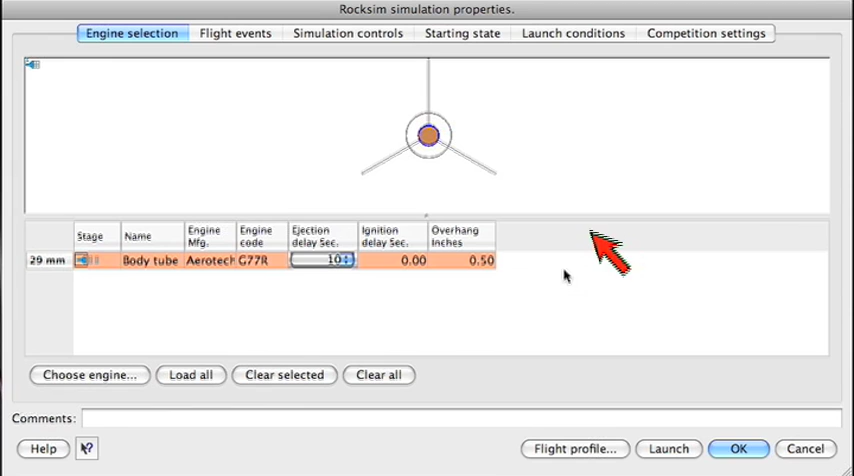 Rocksim simulation properties.
Engine selection Flight events Simulation controls Starting state Launch conditions Competition settings
Stage Name Engine Mfg. Engine code Ejection delay Sec. Ignition delay Sec. Overhang Inches
29 mm Body tube Aerotech G77R 10 0.00 0.50
Choose engine... Load all Clear selected Clear all
Comments:
Help ? Flight profile... Launch OK Cancel